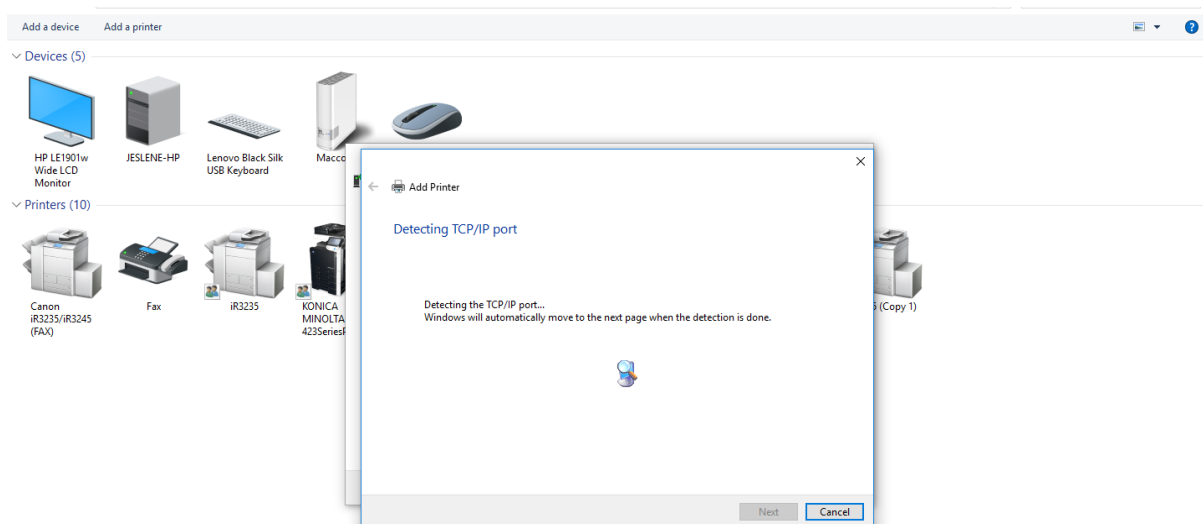 Add a device Add a printer
Devices (5)
HP LE1901w
Wide LCD
Monitor
JESLENE-HP
Lenovo Black Silk
USB Keyboard
Macco
Printers (10)
Canon
iR3235/iR3245
(FAX)
Fax
iR3235
KONICA
MINOLTA
423Series
(Copy 1)
Add Printer
Detecting TCP/IP port
Detecting the TCP/IP port...
Windows will automatically move to the next page when the detection is done.
Next Cancel